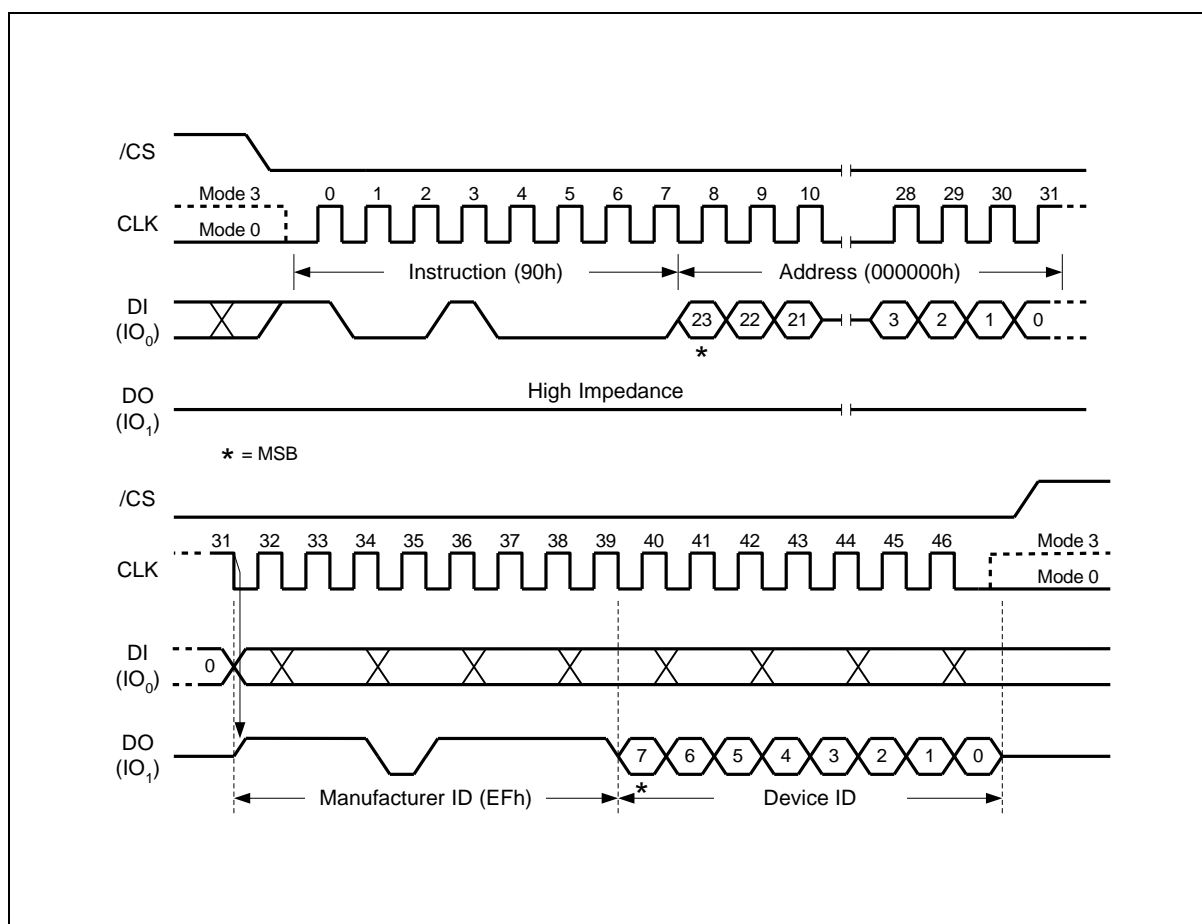 /CS
Mode 3 0 1 2 3 4 5 6 7 8 9 10 28 29 30 31
CLK
Mode 0
Instruction (90h) Address (000000h)
DI
(IO0)
23 22 21 3 2 1 0
*
DO
(IO1)
High Impedance
* = MSB
/CS
31 32 33 34 35 36 37 38 39 40 41 42 43 44 45 46 Mode 3
CLK
Mode 0
DI
(IO0)
0
DO
(IO1)
7 6 5 4 3 2 1 0
*
Manufacturer ID (EFh) Device ID